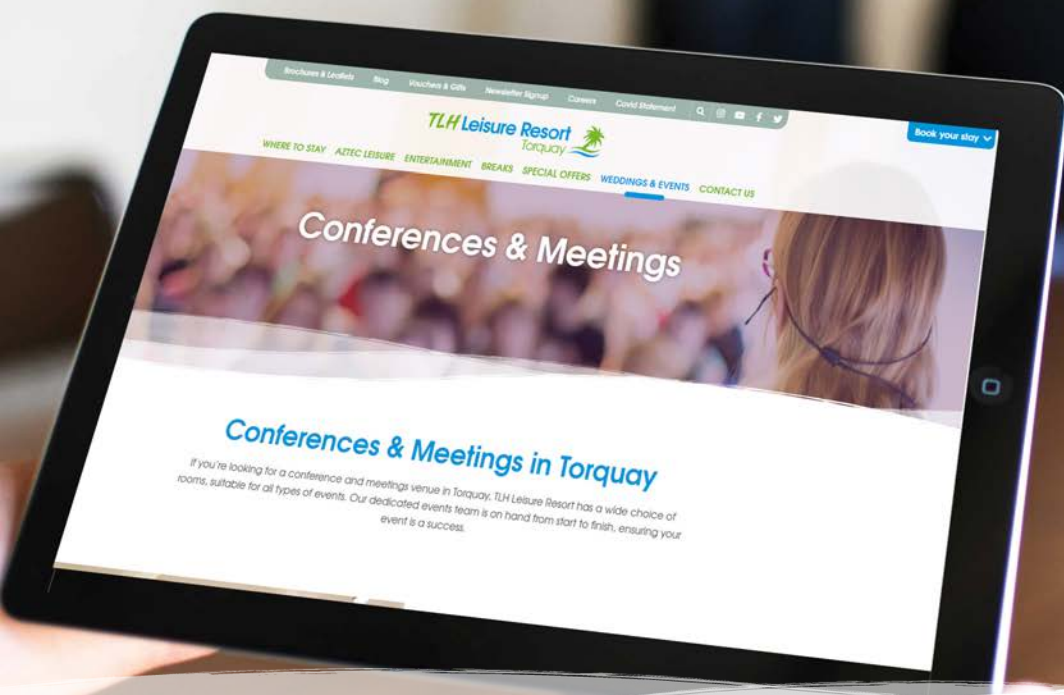 Brochures & Leaflets Blog Vouchers & Gifts Newsletter Signup Careers Covid Statement
Book your stay
TLH Leisure Resort
Torquay
WHERE TO STAY AZTEC LEISURE ENTERTAINMENT BREAKS SPECIAL OFFERS WEDDINGS & EVENTS CONTACT US
Conferences & Meetings
Conferences & Meetings in Torquay
If you're looking for a conference and meetings venue in Torquay, TLH Leisure Resort has a wide choice of
rooms, suitable for all types of events. Our dedicated events team is on hand from start to finish, ensuring your
event is a success.